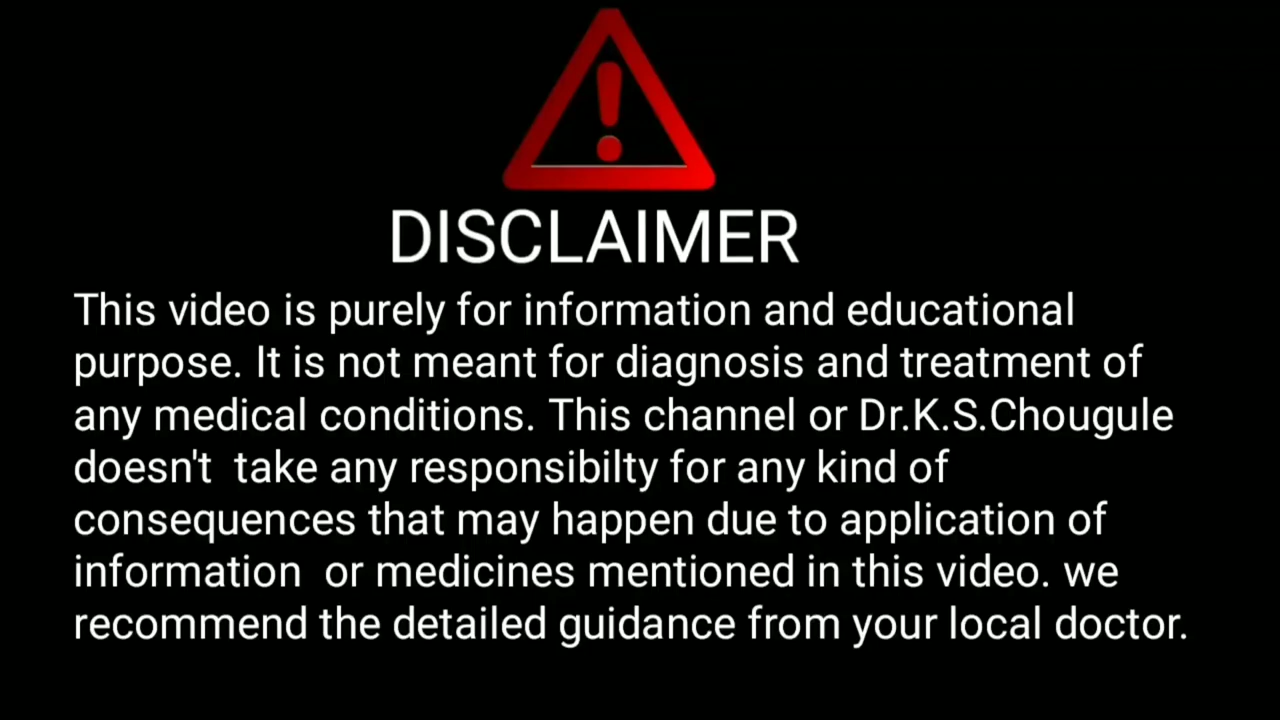 DISCLAIMER
This video is purely for information and educational
purpose. It is not meant for diagnosis and treatment of
any medical conditions. This channel or Dr.K.S.Chougule
doesn't  take any responsibilty for any kind of
consequences that may happen due to application of
information  or medicines mentioned in this video. we
recommend the detailed guidance from your local doctor.